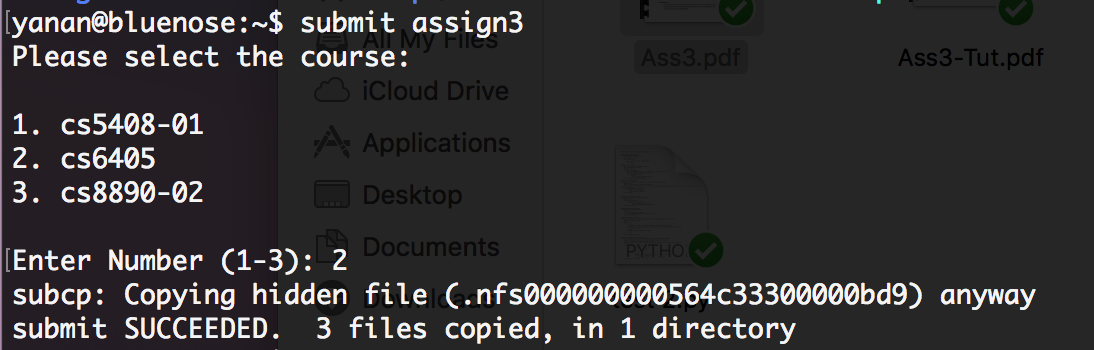 [yanan@bluenose:~$ submit assign3
Please select the course:
1. cs5408-01
2. cs6405
3. cs8890-02
[Enter Number (1-3): 2
subcp: Copying hidden file (.nfs000000000564c33300000bd9) anyway
submit SUCCEEDED.  3 files copied, in 1 directory
All My Files
iCloud Drive
Applications
Desktop
Documents
Downloads
Ass3.pdf
Ass3-Tut.pdf
PYTHON